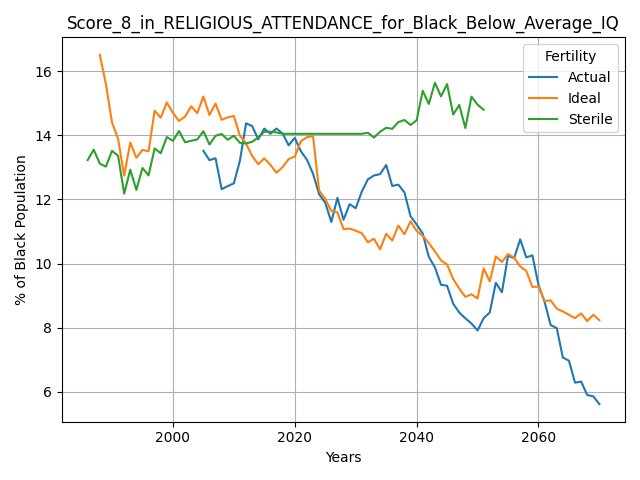 Score_8_in_RELIGIOUS_ATTENDANCE_for_Black_Below_Average_IQ
Fertility
Actual
Ideal
Sterile
% of Black Population
16
14
12
10
8
6
2000 2020 2040 2060
Years